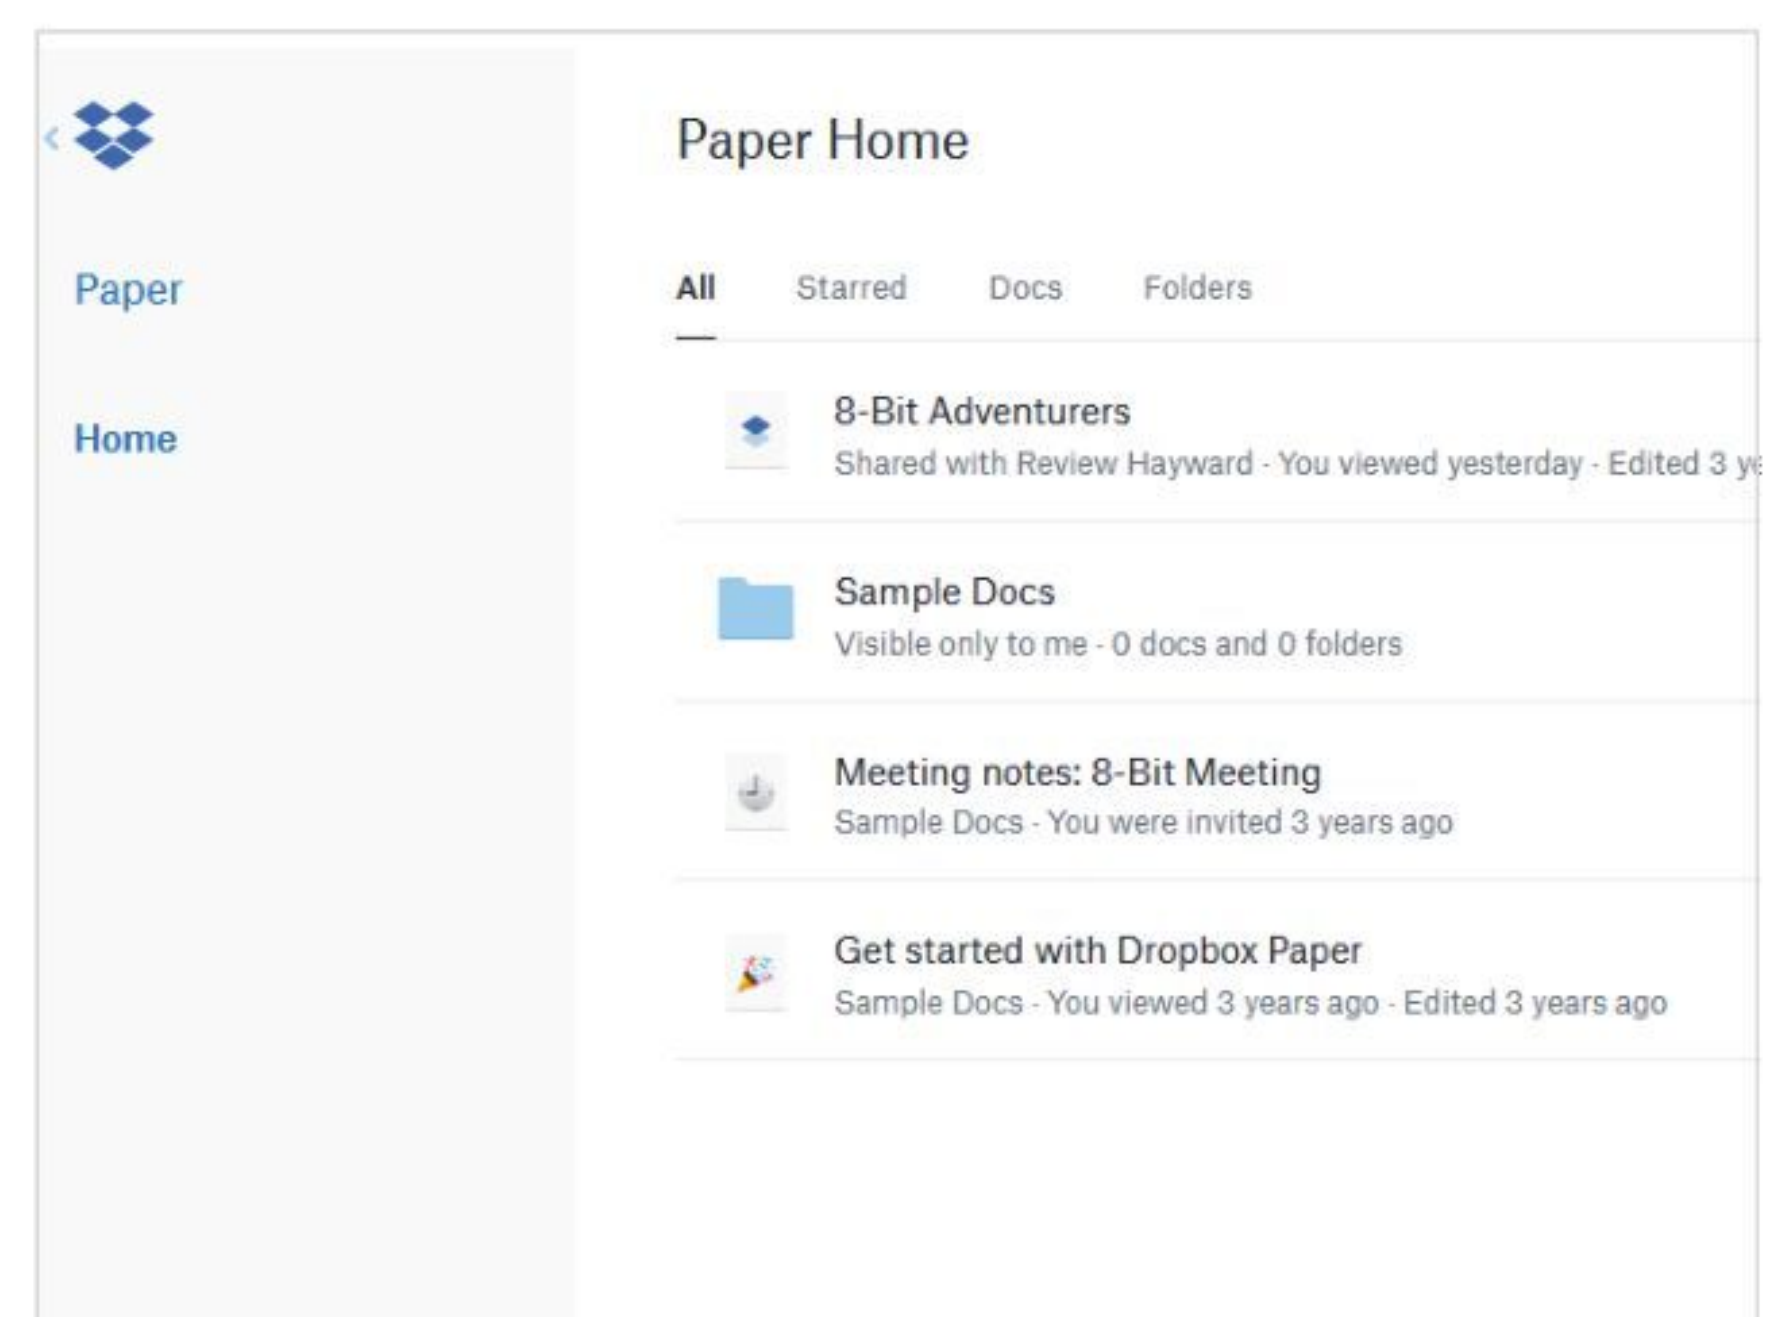 Paper Home
Paper
All Starred Docs Folders
Home
8-Bit Adventurers
Shared with Review Hayward - You viewed yesterday - Edited 3
Sample Docs
Visible only to me - 0 docs and 0 folders
Meeting notes: 8-Bit Meeting
Sample Docs - You were invited 3 years ago
Get started with Dropbox Paper
Sample Docs - You viewed 3 years ago - Edited 3 years ago